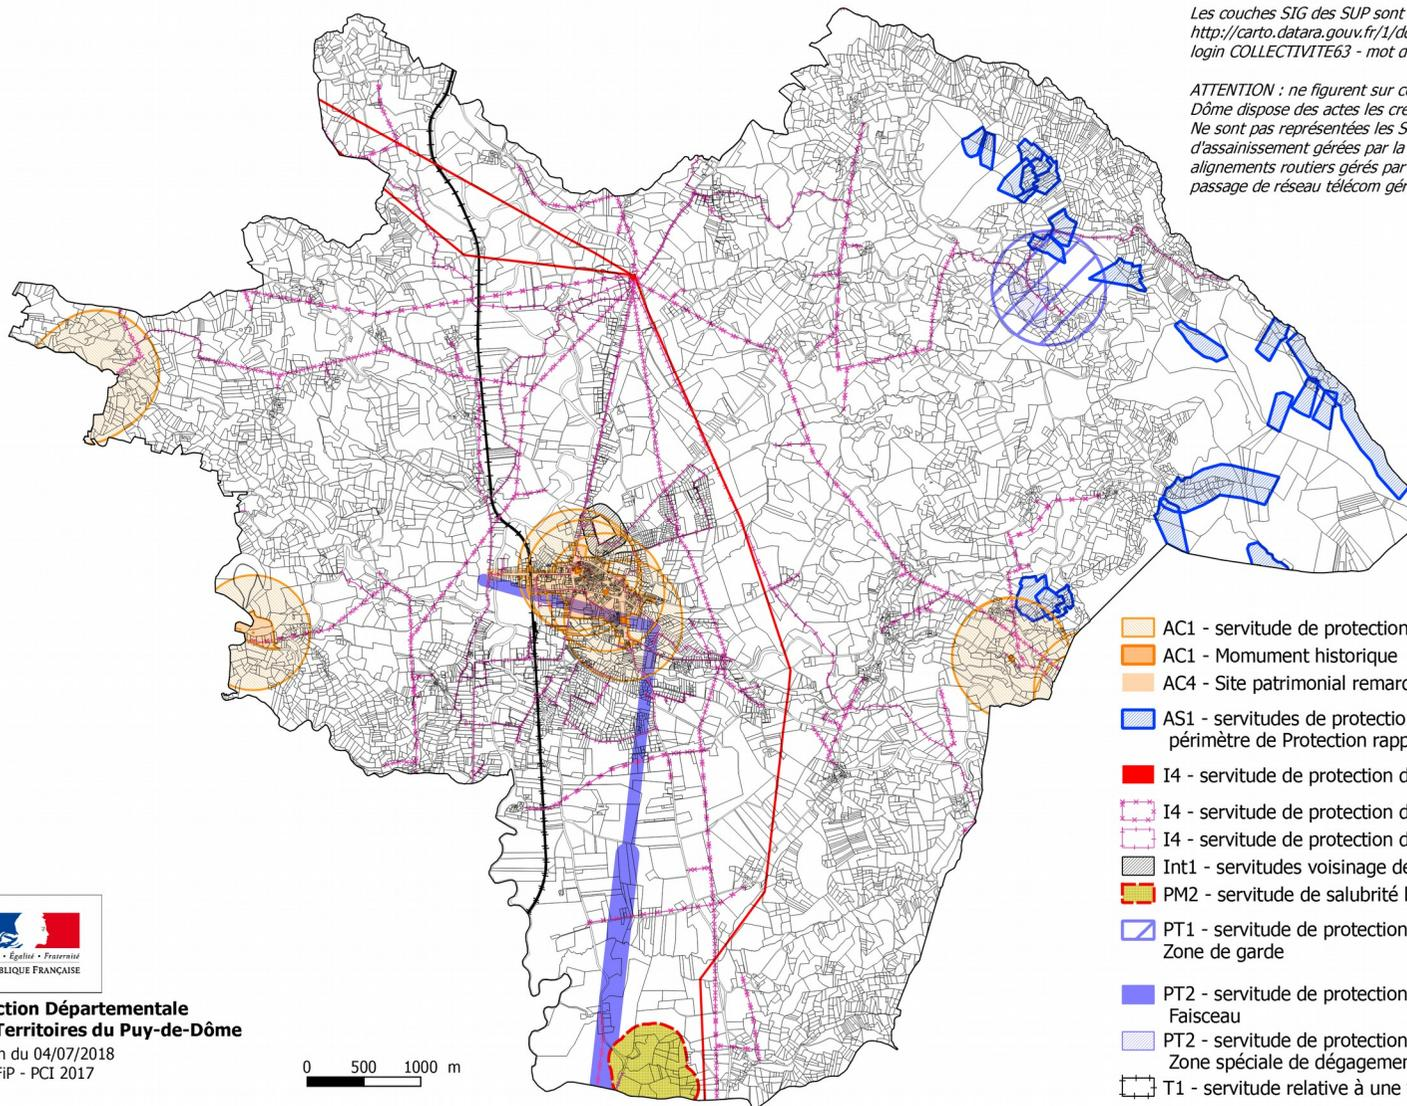 Les couches SIG des SUP sont
http://carto.datara.gouv.fr/1/d
login COLLECTIVITE63 - mot d
ATTENTION : ne figurent sur c
Dôme dispose des actes les cré
Ne sont pas représentées les S
d'assainissement gérées par la
alignements routiers gérés par
passage de réseau télécom gér
AC1 - servitude de protection
AC1 - Momument historique
AC4 - Site patrimonial remarq
AS1 - servitudes de protectio
périmètre de Protection rapp
I4 - servitude de protection d
I4 - servitude de protection d
I4 - servitude de protection d
Int1 - servitudes voisinage de
PM2 - servitude de salubrité
PT1 - servitude de protection
Zone de garde
PT2 - servitude de protection
Faisceau
PT2 - servitude de protection
Zone spéciale de dégagemen
T1 - servitude relative à une
• Égalité • Fraternité
BLIQUE FRANÇAISE
ction Départementale
Territoires du Puy-de-Dôme
n du 04/07/2018
FiP - PCI 2017
0 500 1000 m